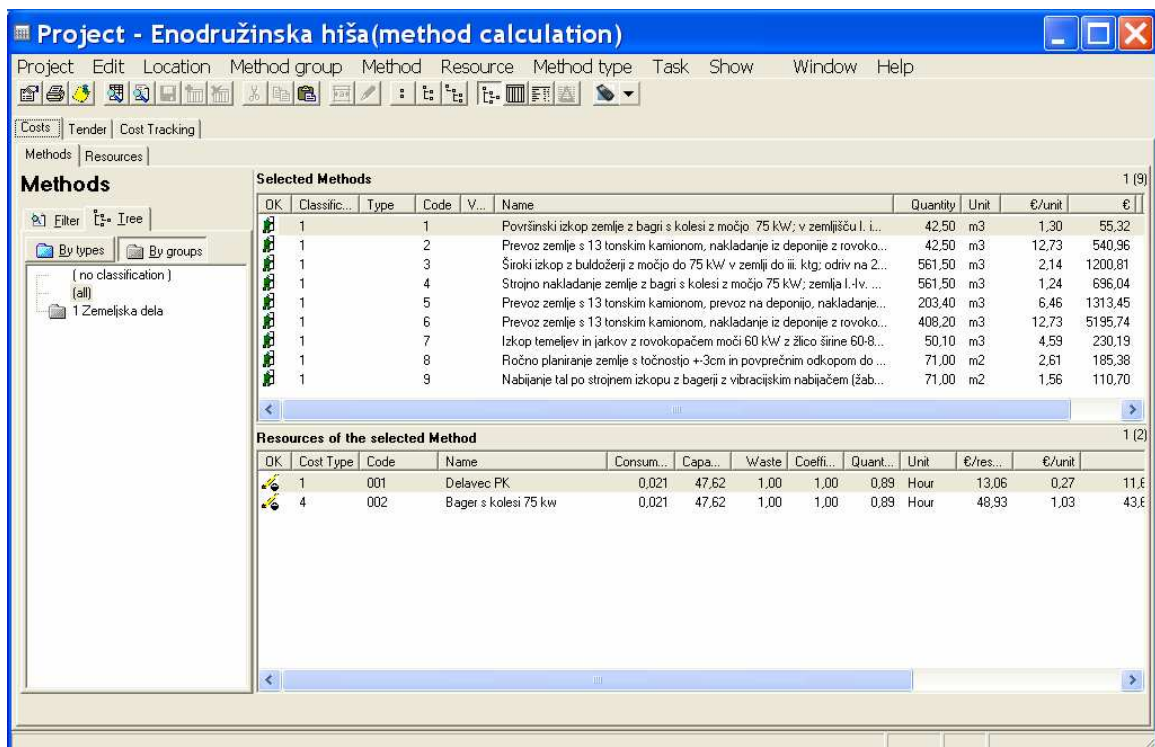 Project - Enodružinska hiša(method calculation)
Project Edit Location Method group Method Resource Method type Task Show Window Help
Costs Tender Cost Tracking
Methods Resources
Methods
Filter Tree
By types By groups
( no classification )
(all)
1 Zemeljska dela
Selected Methods 1 (9)
OK Classific... Type Code V... Name Quantity Unit €/unit €
1 1 Površinski izkop zemlje z bagri s kolesi z močjo 75 kW; v zemljišču I. i... 42,50 m3 1,30 55,32
1 2 Prevoz zemlje s 13 tonskim kamionom, nakladanje iz deponije z rovoko... 42,50 m3 12,73 540,96
1 3 Široki izkop z buldožerji z močjo do 75 kW v zemlji do iii. ktg; odriv na 2... 561,50 m3 2,14 1200,81
1 4 Strojno nakladanje zemlje z bagri s kolesi z močjo 75 kW; zemlja I.-Iv. ... 561,50 m3 1,24 696,04
1 5 Prevoz zemlje s 13 tonskim kamionom, prevoz na deponijo, nakladanje... 203,40 m3 6,46 1313,45
1 6 Prevoz zemlje s 13 tonskim kamionom, nakladanje iz deponije z rovoko... 408,20 m3 12,73 5195,74
1 7 Izkop temeljev in jarkov z rovokopačem moči 60 kW z žlico širine 60-8... 50,10 m3 4,59 230,19
1 8 Ročno planiranje zemlje s točnostjo +-3cm in povprečnim odkopom do ... 71,00 m2 2,61 185,38
1 9 Nabijanje tal po strojnem izkopu z bagerji z vibracijskim nabijačem (žab... 71,00 m2 1,56 110,70
Resources of the selected Method 1 (2)
OK Cost Type Code Name Consum... Capa... Waste Coeffi... Quant... Unit €/res... €/unit
1 001 Delavec PK 0,021 47,62 1,00 1,00 0,89 Hour 13,06 0,27
4 002 Bager s kolesi 75 kw 0,021 47,62 1,00 1,00 0,89 Hour 48,93 1,03